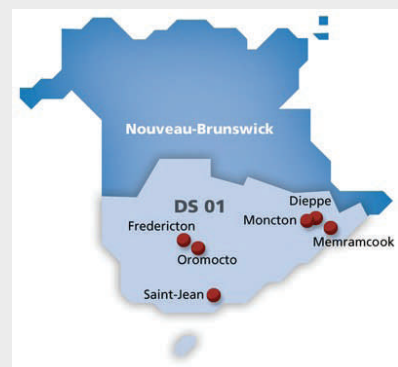 Nouveau-Brunswick
DS 01
Dieppe
Moncton
Fredericton
Memramcook
Oromocto
Saint-Jean